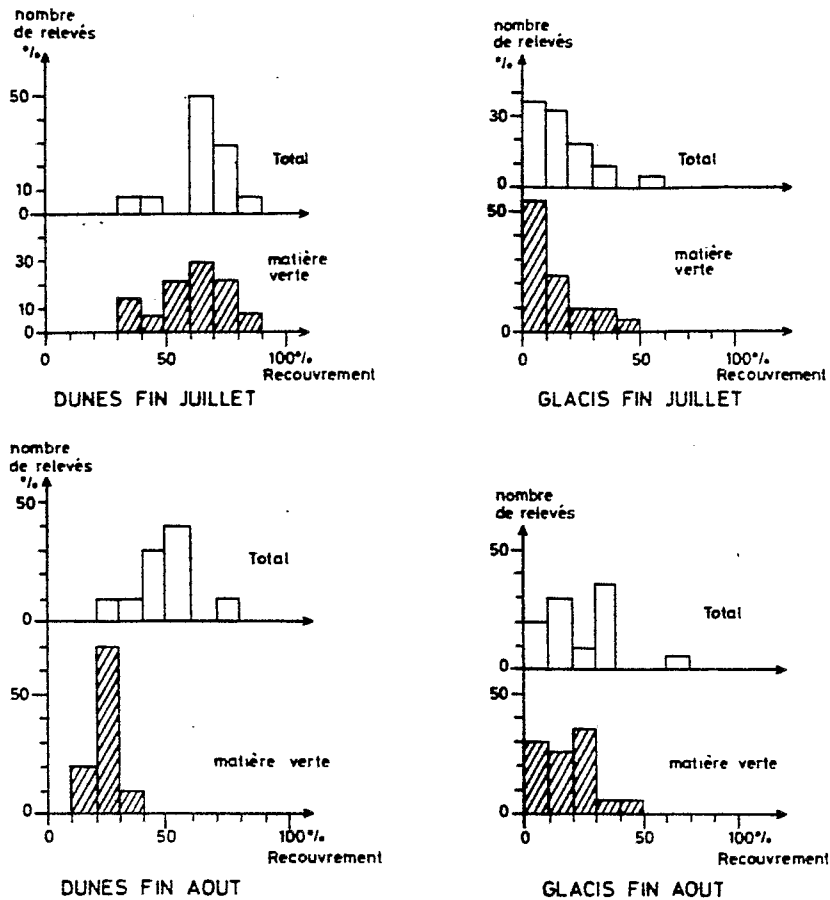 nombre
de relevés
%
50
Total
10
0
30
matière
verte
10
0
0
50
100%
Recouvrement
DUNES FIN JUILLET
nombre
de relevés
%
30
Total
0
50
matière
verte
0
0
50
100%
Recouvrement
GLACIS FIN JUILLET
nombre
de relevés
%
50
Total
0
50
matière verte
0
0
50
100%
Recouvrement
DUNES FIN AOUT
nombre
de relevés
50
Total
0
50
matière verte
0
0
50
100%
Recouvrement
GLACIS FIN AOUT